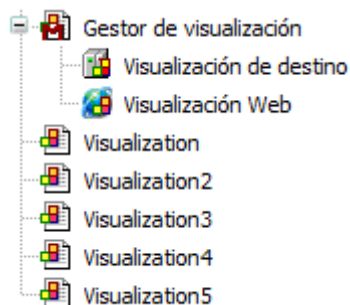 Gestor de visualización
Visualización de destino
Visualización Web
Visualization
Visualization2
Visualization3
Visualization4
Visualization5